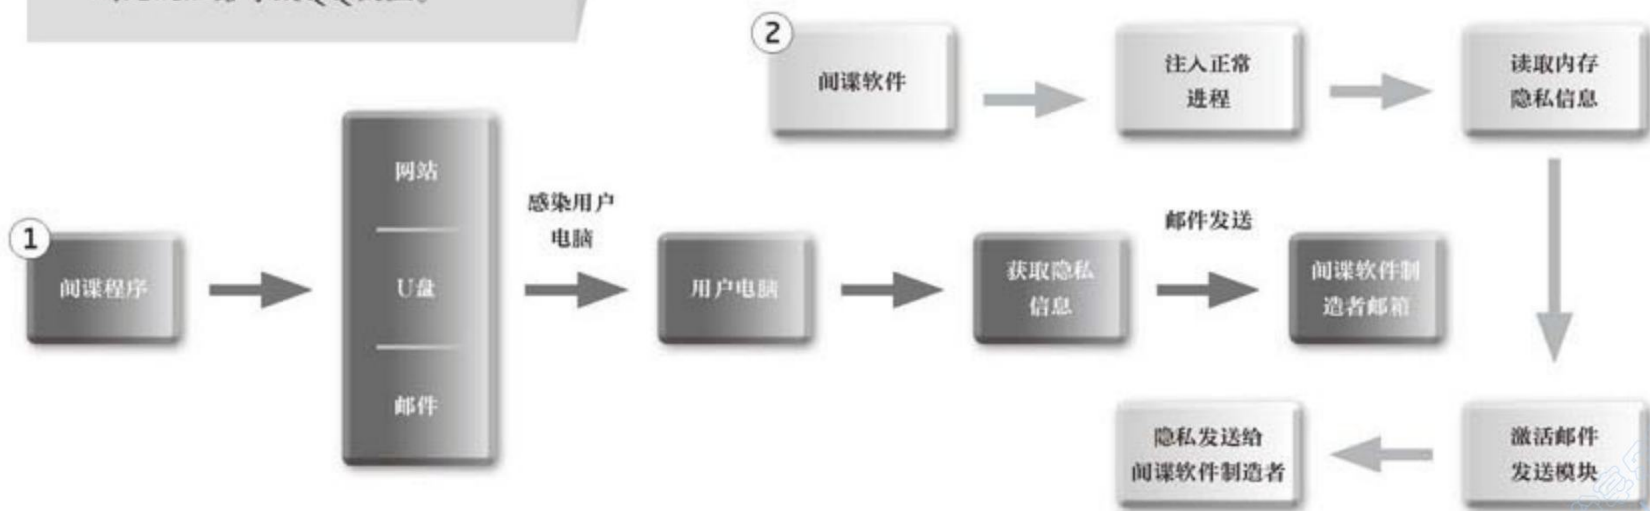 ①
间谍程序
网站
U盘
邮件
感染用户
电脑
用户电脑
获取隐私
信息
邮件发送
间谍软件制
造者邮箱
②
间谍软件
注入正常
进程
读取内存
隐私信息
激活邮件
发送模块
隐私发送给
间谍软件制造者